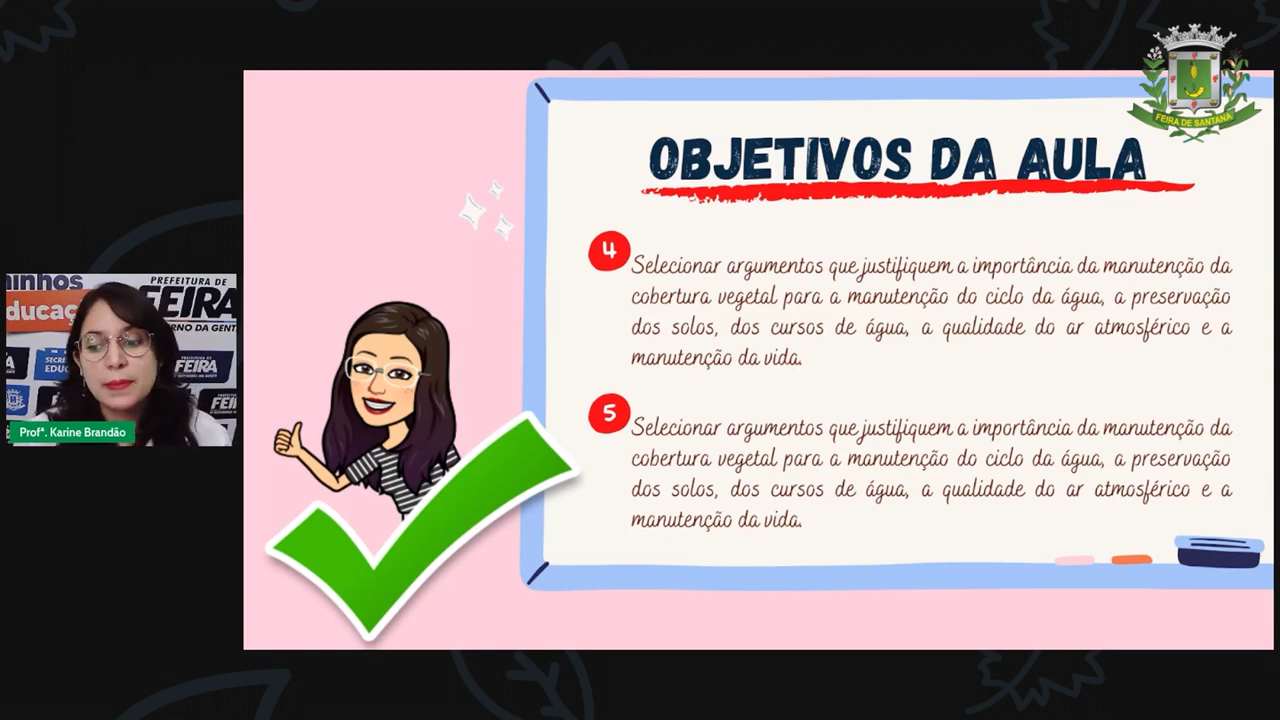 FEIRA DE SANTANA
OBJETIVOS DA AULA
4
Selecionar argumentos que justifiquem a importância da manutenção da
cobertura vegetal para a manutenção do ciclo da água, a preservação
dos solos, dos cursos de água, a qualidade do ar atmosférico e a
manutenção da vida.
5
Selecionar argumentos que justifiquem a importância da manutenção da
cobertura vegetal para a manutenção do ciclo da água, a preservação
dos solos, dos cursos de água, a qualidade do ar atmosférico e a
manutenção da vida.
PREFEITURA DE
FEIRA
FEIRA
Profª. Karine Brandão